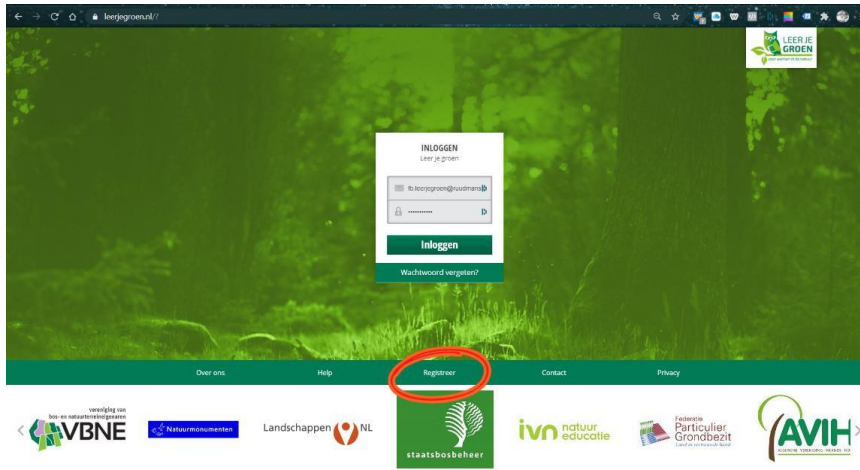 leerjegroen.nl/?
LEER JE
GROEN
INLOGGEN
Leer je groen
Inloggen
Wachtwoord vergeten?
Over ons
Help
Registreer
Contact
Privacy
vereniging van
bos- en natuurterreineigenaren
VBNE
Natuurmonumenten
Landschappen NL
staatsbosbeheer
ivn natuur
educatie
Federatie
Particulier
Grondbezit
AVIH